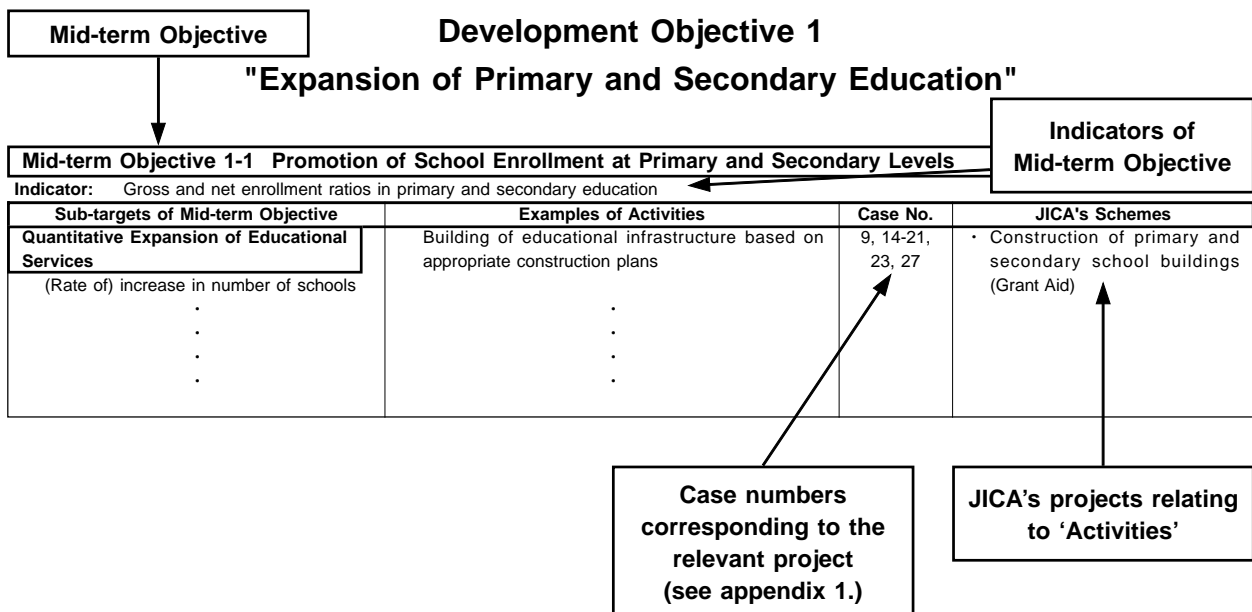 Mid-term Objective
Development Objective 1
"Expansion of Primary and Secondary Education"
Indicators of
Mid-term Objective
Mid-term Objective 1-1 Promotion of School Enrollment at Primary and Secondary Levels
Indicator: Gross and net enrollment ratios in primary and secondary education
Sub-targets of Mid-term Objective Examples of Activities Case No. JICA's Schemes
Quantitative Expansion of Educational Building of educational infrastructure based on 9, 14-21, ・ Construction of primary and
Services appropriate construction plans 23, 27 secondary school buildings
(Rate of) increase in number of schools (Grant Aid)
・ ・
・ ・
・ ・
・ ・
Case numbers
corresponding to the
relevant project
(see appendix 1.)
JICA’s projects relating
to ‘Activities’